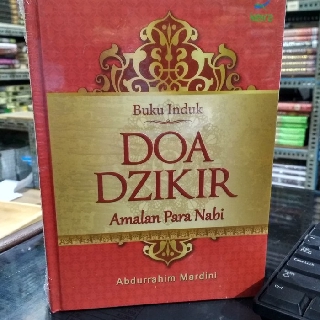 Buku Induk
DOA
DZIKIR
Amalan Para Nabi
Abdurrahim Mardini